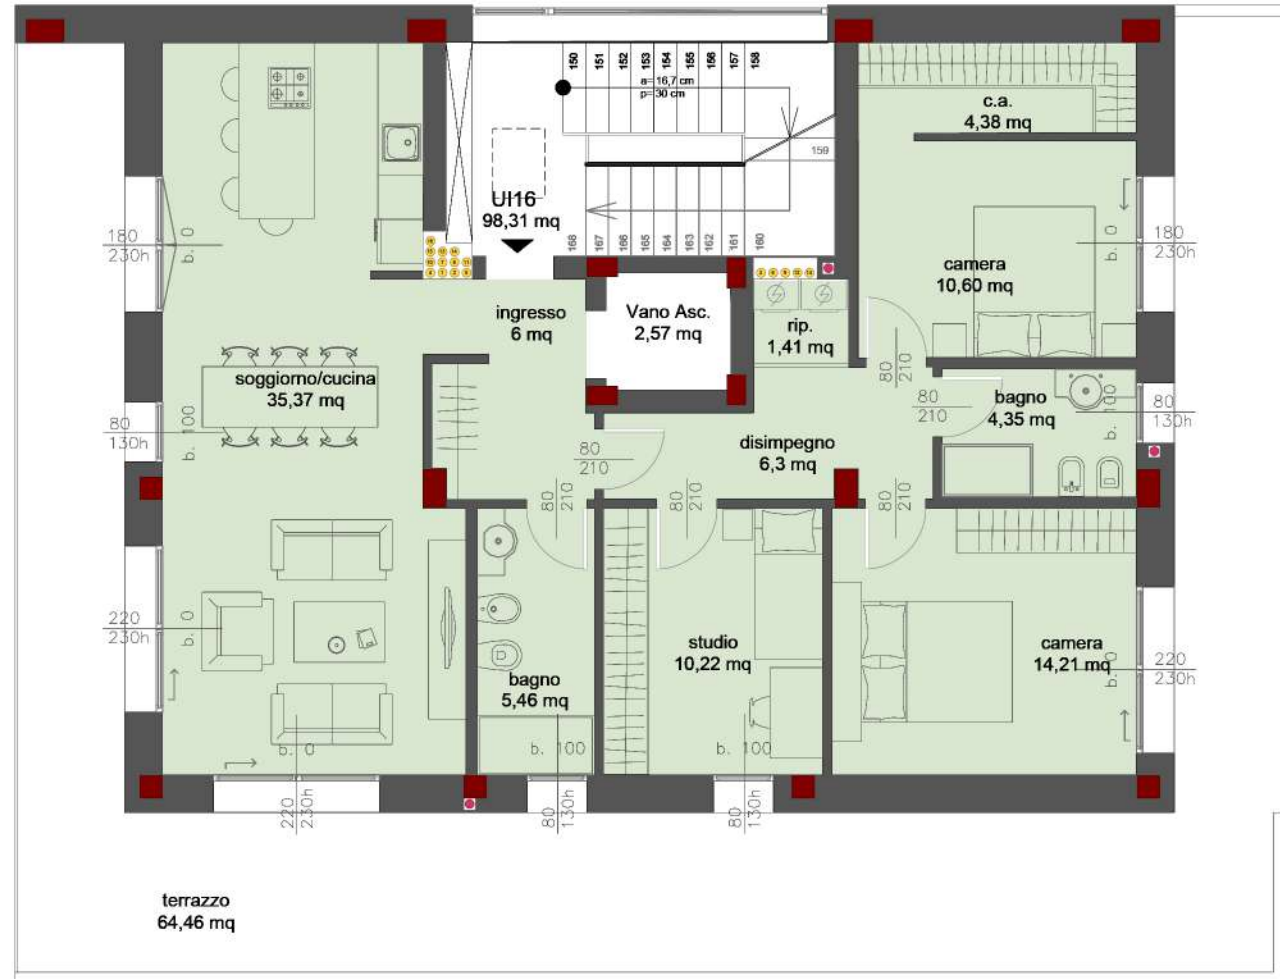 150
151
152
153
154
155
156
157
158
a= 16,7 cm
p= 30 cm
159
168
167
166
165
164
163
162
161
160
UI16
98,31 mq
c.a.
4,38 mq
camera
10,60 mq
180
230h
b. 0
180
230h
b. 0
ingresso
6 mq
Vano Asc.
2,57 mq
rip.
1,41 mq
soggiorno/cucina
35,37 mq
80
130h
b. 100
80
210
80
210
bagno
4,35 mq
b. 100
80
130h
disimpegno
6,3 mq
80
210
80
210
80
210
80
210
220
230h
b. 0
bagno
5,46 mq
b. 100
studio
10,22 mq
b. 100
camera
14,21 mq
b. 0
220
230h
b. 0
220
230h
80
130h
80
130h
terrazzo
64,46 mq